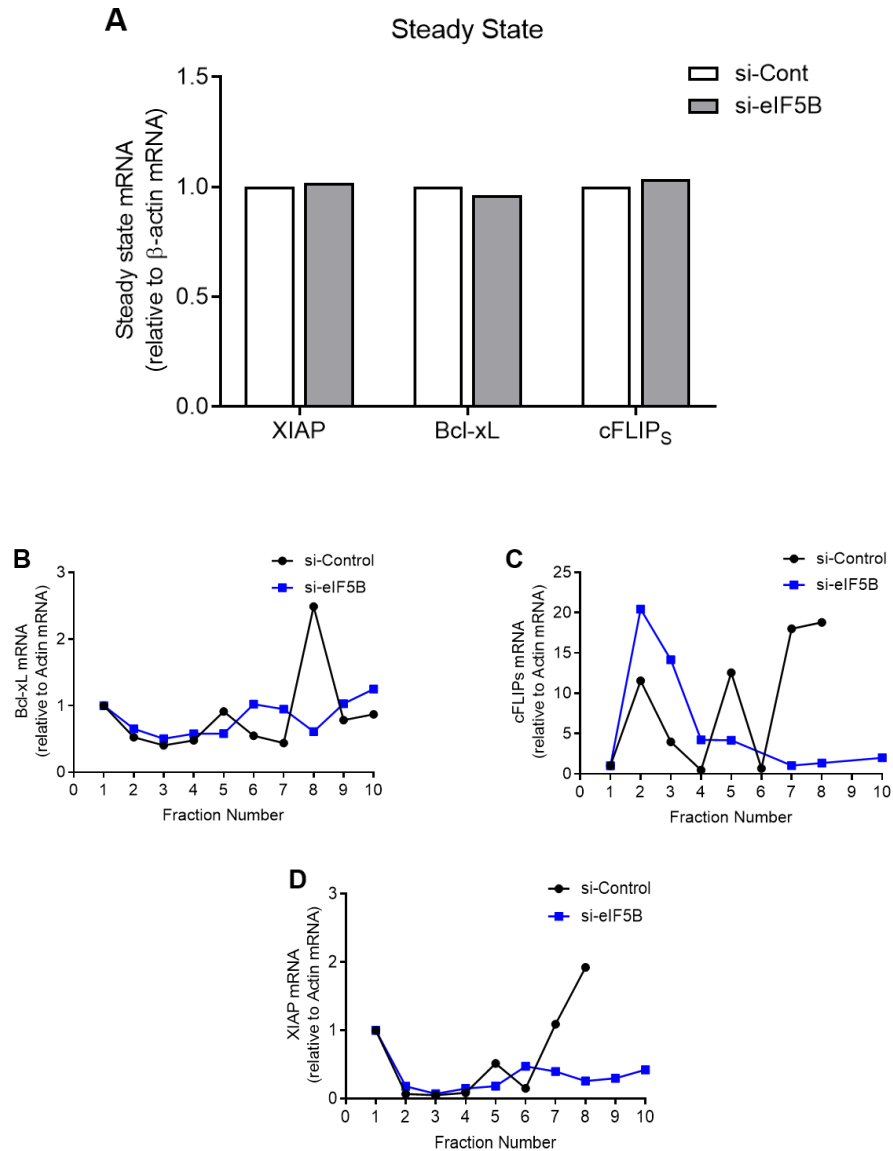 A
Steady State
si-Cont
si-eIF5B
Steady state mRNA
(relative to β-actin mRNA)
1.5
1.0
0.5
0.0
XIAP Bcl-xL cFLIPS
B
si-Control
si-eIF5B
Bcl-xL mRNA
(relative to Actin mRNA)
3
2
1
0
0 1 2 3 4 5 6 7 8 9 10
Fraction Number
C
si-Control
si-eIF5B
cFLIPs mRNA
(relative to Actin mRNA)
25
20
15
10
5
0
0 1 2 3 4 5 6 7 8 9 10
Fraction Number
D
si-Control
si-eIF5B
XIAP mRNA
(relative to Actin mRNA)
3
2
1
0
0 1 2 3 4 5 6 7 8 9 10
Fraction Number